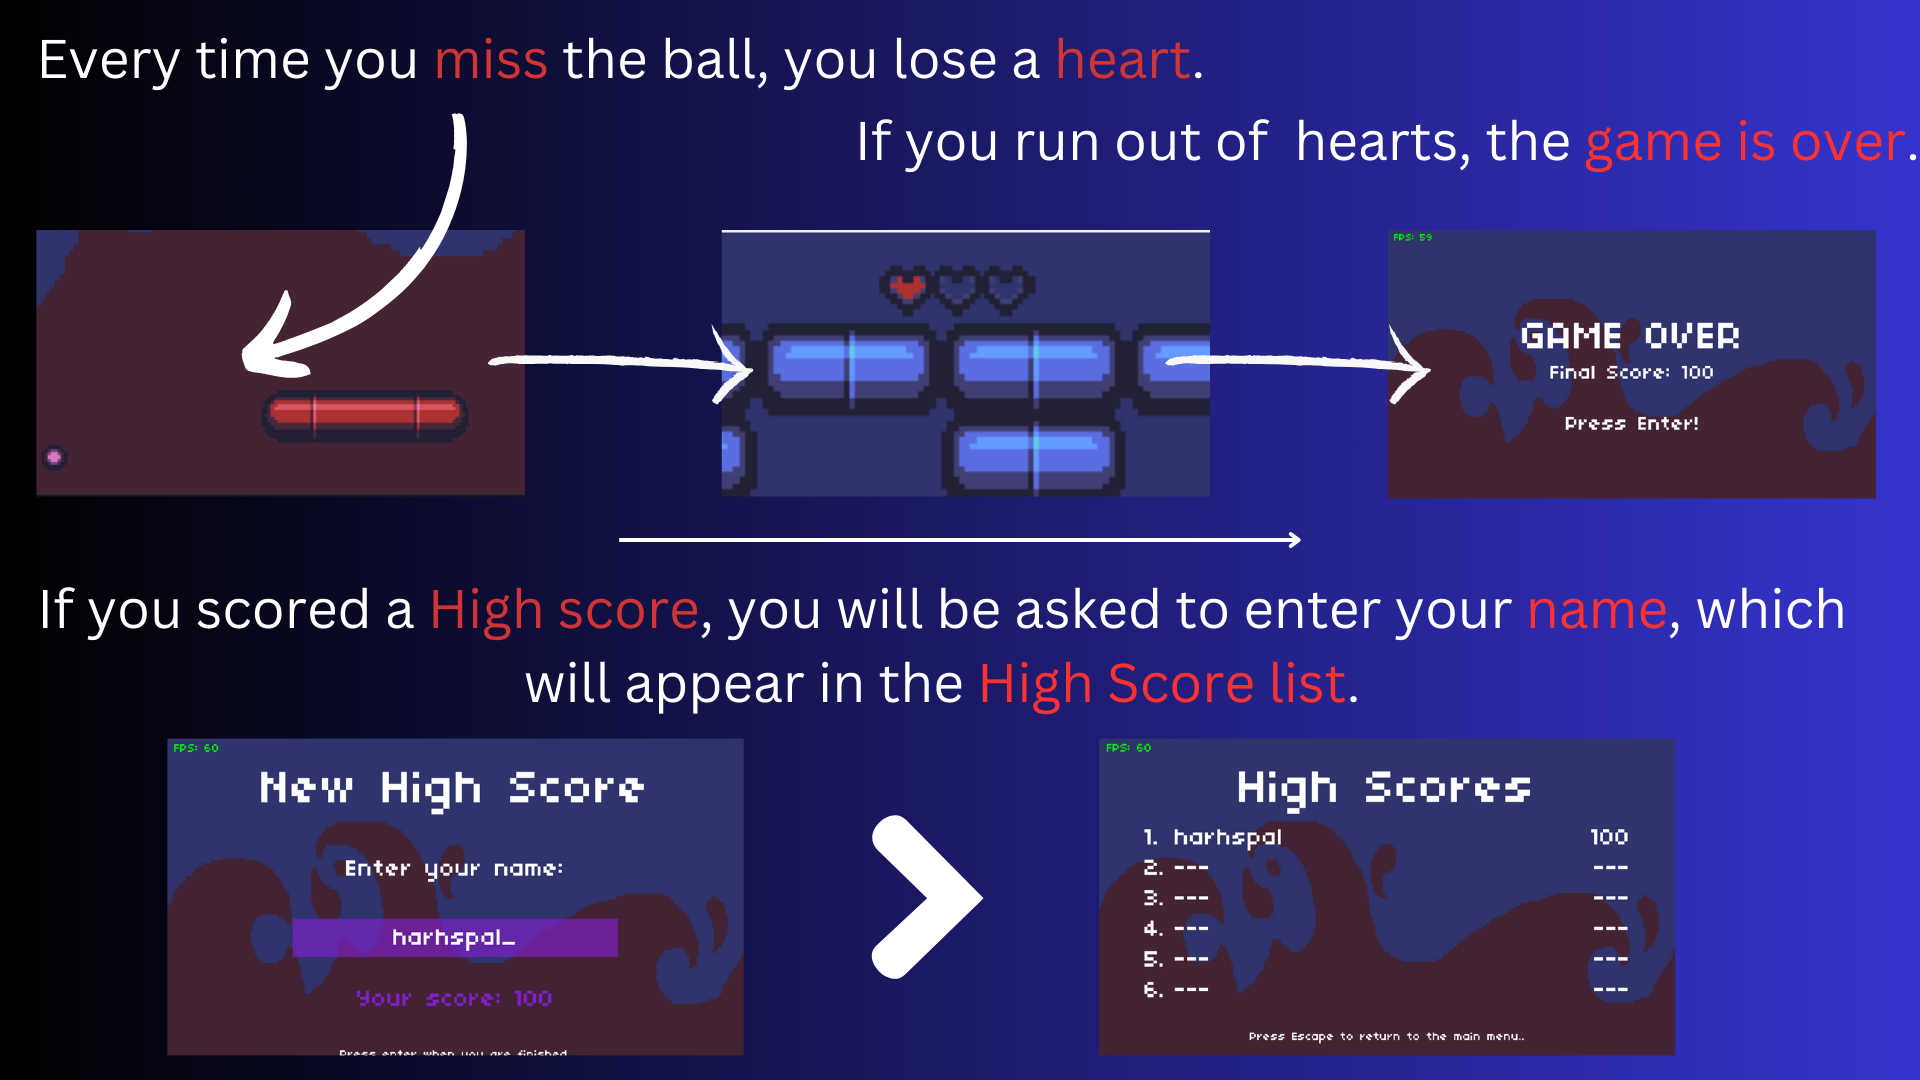 Every time you miss the ball, you lose a heart.
If you run out of hearts, the game is over.
FPS: 59
GAME OVER
Final Score: 100
Press Enter!
If you scored a High score, you will be asked to enter your name, which
will appear in the High Score list.
FPS: 60
New High Score
Enter your name:
harhspal_
Your score: 100
Press enter when you are finished
FPS: 60
High Scores
1. harhspal 100
2. --- ---
3. --- ---
4. --- ---
5. --- ---
6. --- ---
Press Escape to return to the main menu..